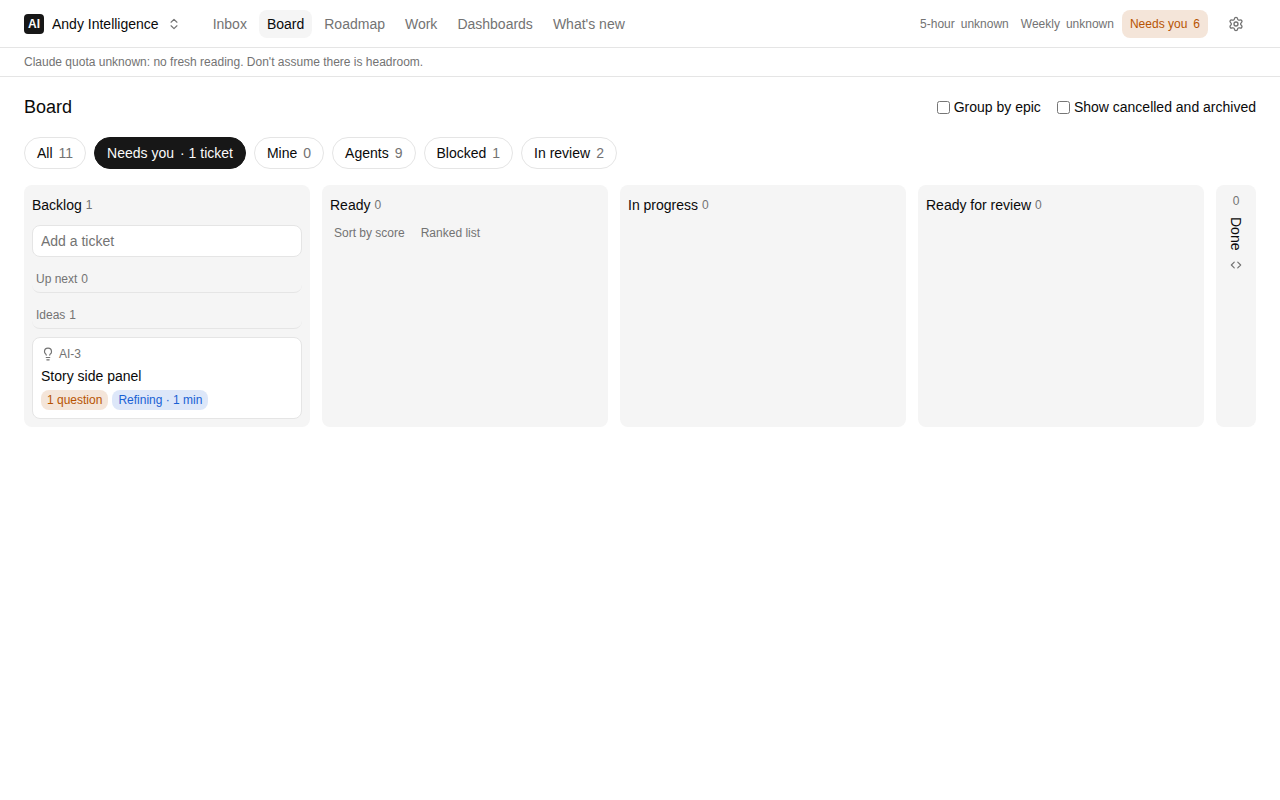 AI Andy Intelligence Inbox Board Roadmap Work Dashboards What's new 5-hour unknown Weekly unknown Needs you 6
Claude quota unknown: no fresh reading. Don't assume there is headroom.
Board Group by epic Show cancelled and archived
All 11 Needs you · 1 ticket Mine 0 Agents 9 Blocked 1 In review 2
Backlog 1
Add a ticket
Up next 0
Ideas 1
AI-3
Story side panel
1 question Refining · 1 min
Ready 0
Sort by score Ranked list
In progress 0
Ready for review 0
0
Done